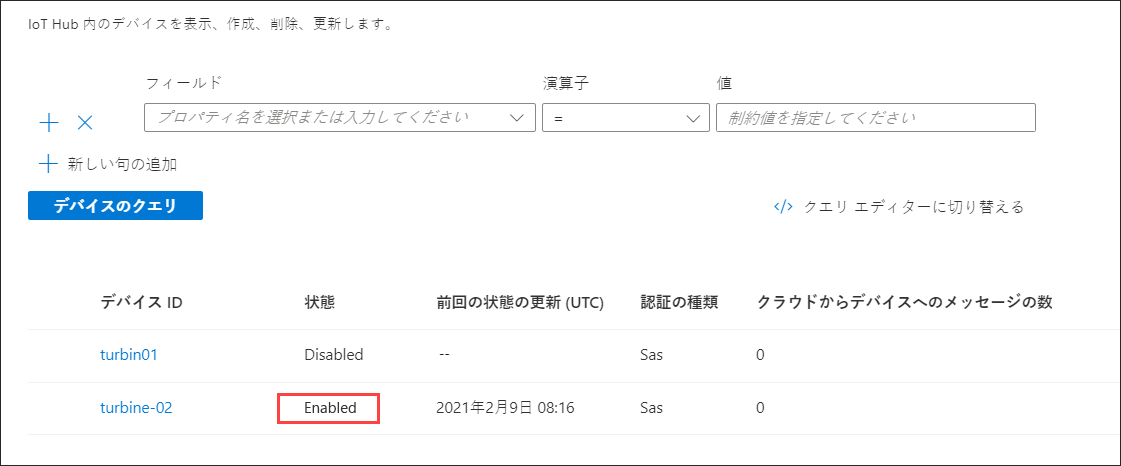 IoT Hub 内のデバイスを表示、作成、削除、更新します。
フィールド 演算子 値
プロパティ名を選択または入力してください = 制約値を指定してください
新しい句の追加
デバイスのクエリ </> クエリ エディターに切り替える
デバイス ID 状態 前回の状態の更新 (UTC) 認証の種類 クラウドからデバイスへのメッセージの数
turbin01 Disabled -- Sas 0
turbine-02 Enabled 2021年2月9日 08:16 Sas 0